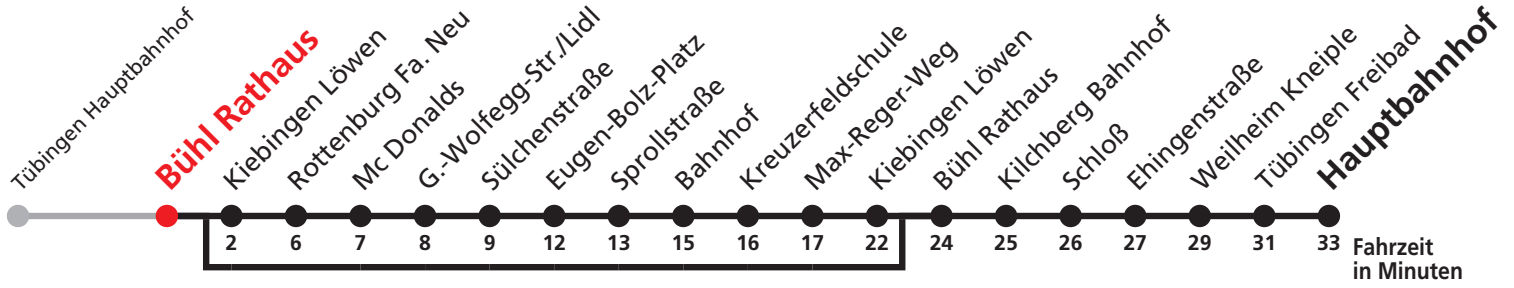 Tübingen Hauptbahnhof
Bühl Rathaus
Kiebingen Löwen
Rottenburg Fa. Neu
Mc Donalds
G.-Wolfegg-Str./Lidl
Sülchenstraße
Eugen-Bolz-Platz
Sprollstraße
Bahnhof
Kreuzerfeldschule
Max-Reger-Weg
Kiebingen Löwen
Bühl Rathaus
Kilchberg Bahnhof
Schloß
Ehingenstraße
Weilheim Kneiple
Tübingen Freibad
Hauptbahnhof
2 6 7 8 9 12 13 15 16 17 22 24 25 26 27 29 31 33
Fahrzeit
in Minuten